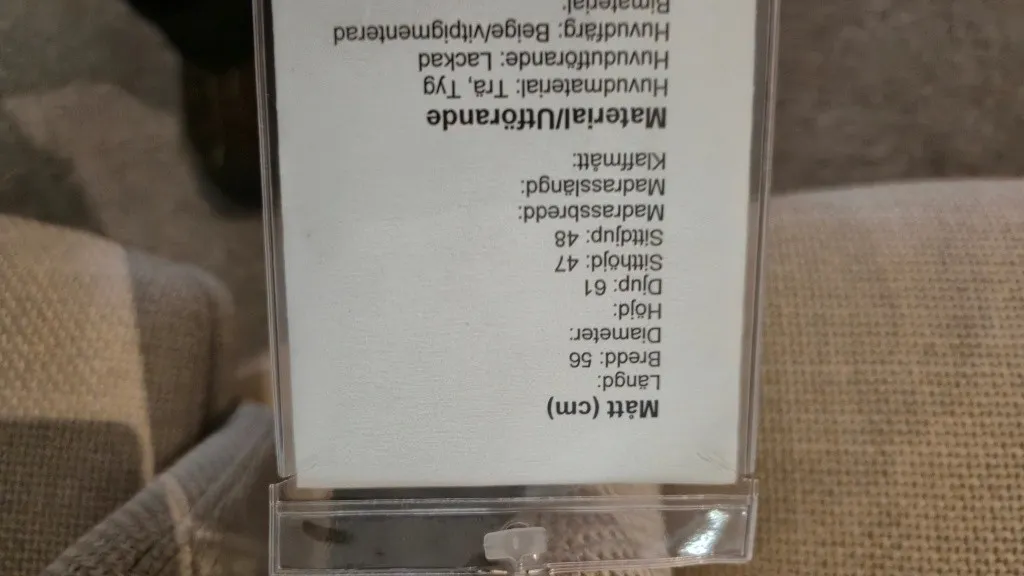 Mått (cm)
Längd:
Bredd: 56
Diameter:
Höjd:
Djup: 61
Sitthöjd: 47
Sittdjup: 48
Madrassbredd:
Madrasslängd:
Klaffmått:
Material/Utförande
Huvudmaterial: Trä, Tyg
Huvudutförande: Lackad
Huvudfärg: Beige/vitpigmenterad
Bimaterial: